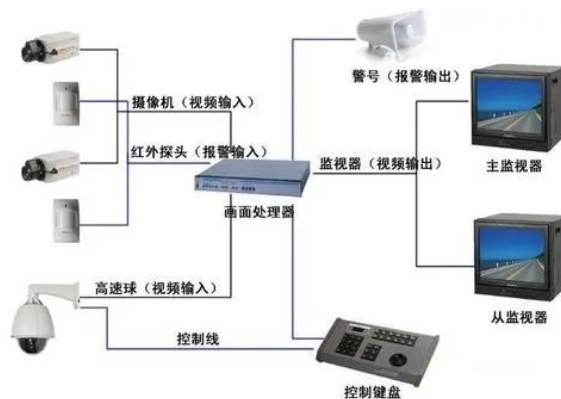 警号（报警输出）
摄像机（视频输入）
红外探头（报警输入）
监视器（视频输出）
主监视器
画面处理器
高速球（视频输入）
从监视器
控制线
控制键盘